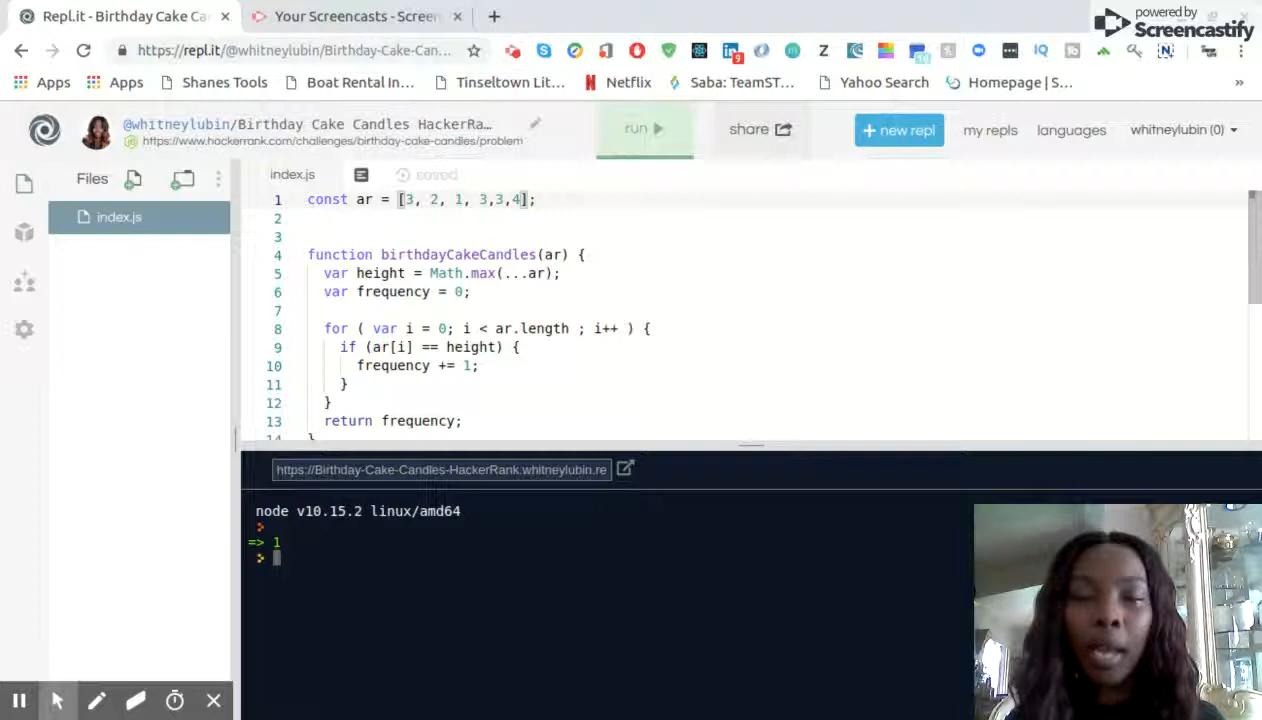 Repl.it - Birthday Cake Ca
Your Screencasts - Screen
powered by
Screencastify
https://repl.it/@whitneylubin/Birthday-Cake-Can...
9
Z
IQ
N
Apps
Apps
Shanes Tools
Boat Rental In...
Tinseltown Lit...
Netflix
Saba: TeamST...
Yahoo Search
Homepage | S...
»
@whitneylubin/Birthday Cake Candles HackerRa...
https://www.hackerrank.com/challenges/birthday-cake-candles/problem
run
share
+ new repl
my repls
languages
whitneylubin (0)
Files
index.js
index.js
saved
1 const ar = [3, 2, 1, 3,3,4];
2
3
4 function birthdayCakeCandles(ar) {
5 var height = Math.max(...ar);
6 var frequency = 0;
7
8 for ( var i = 0; i < ar.length ; i++ ) {
9 if (ar[i] == height) {
10 frequency += 1;
11 }
12 }
13 return frequency;
14 }
https://Birthday-Cake-Candles-HackerRank.whitneylubin.re
node v10.15.2 linux/amd64
=> 1